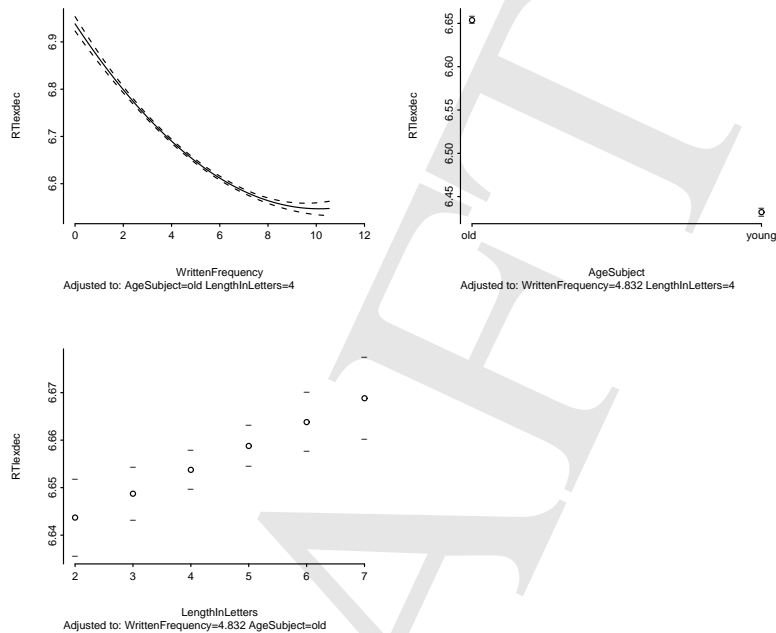 RTlexdec
6.6
6.7
6.8
6.9
0 2 4 6 8 10 12
WrittenFrequency
Adjusted to: AgeSubject=old LengthInLetters=4
RTlexdec
6.45
6.50
6.55
6.60
6.65
old young
AgeSubject
Adjusted to: WrittenFrequency=4.832 LengthInLetters=4
RTlexdec
6.64
6.65
6.66
6.67
2 3 4 5 6 7
LengthInLetters
Adjusted to: WrittenFrequency=4.832 AgeSubject=old